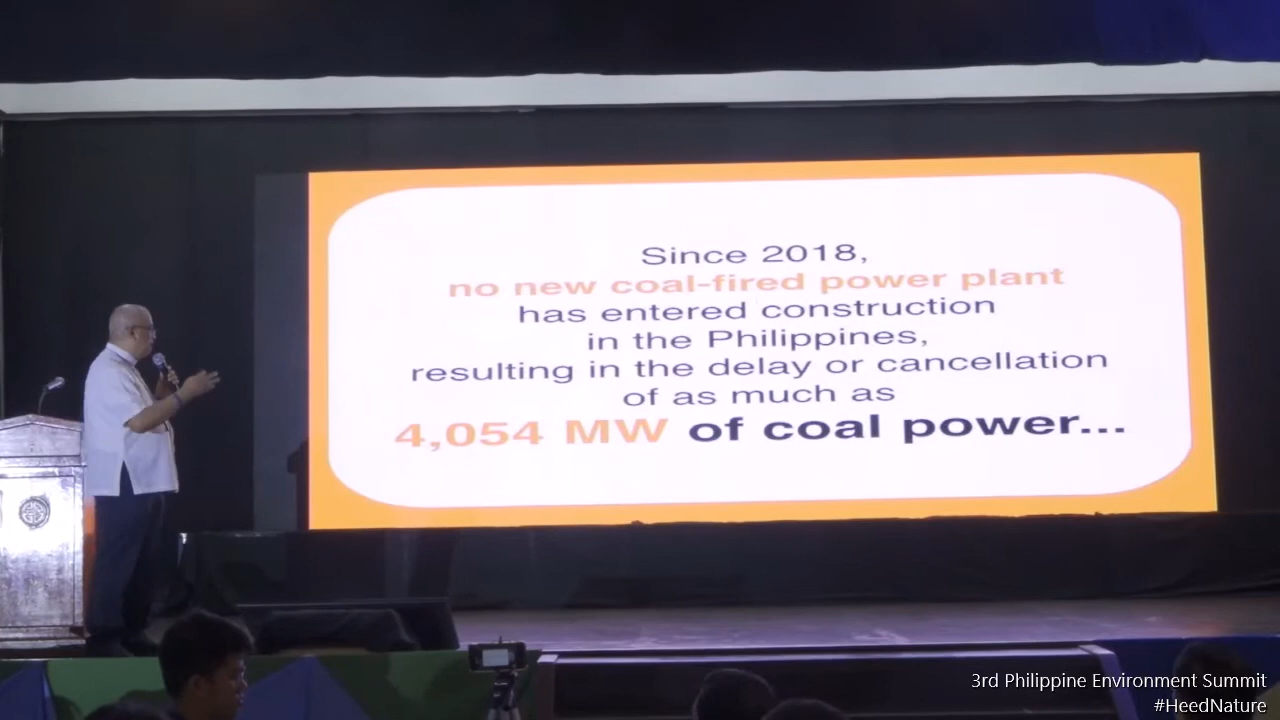 Since 2018,
no new coal-fired power plant
has entered construction
in the Philippines,
resulting in the delay or cancellation
of as much as
4,054 MW of coal power...
3rd Philippine Environment Summit
#HeedNature